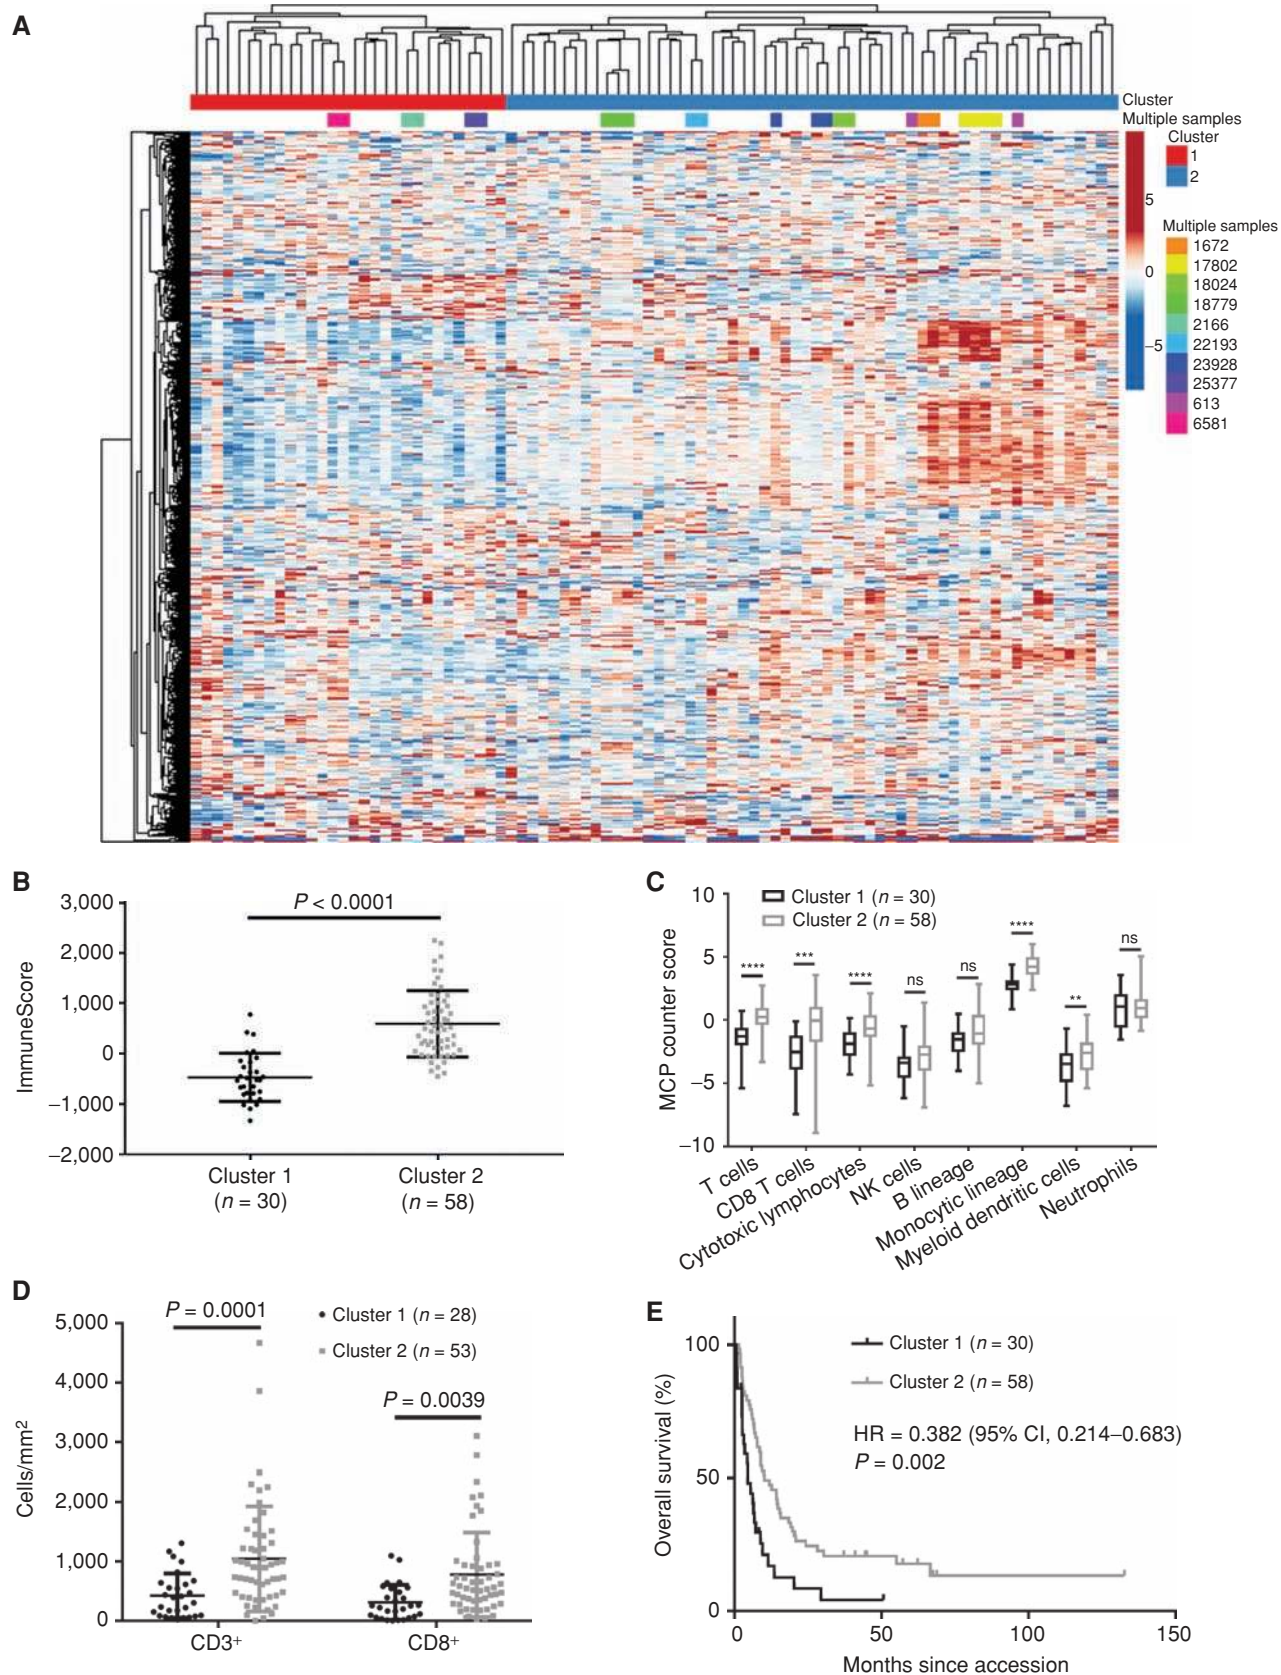 A
Cluster
Multiple samples
Cluster
1
2
5
0
−5
Multiple samples
1672
17802
18024
18779
2166
22193
23928
25377
613
6581
B
ImmuneScore
3,000
2,000
1,000
0
−1,000
−2,000
P < 0.0001
Cluster 1
(n = 30)
Cluster 2
(n = 58)
C
MCP counter score
10
5
0
−5
−10
Cluster 1 (n = 30)
Cluster 2 (n = 58)
****
***
****
ns
ns
****
**
ns
T cells
CD8 T cells
Cytotoxic lymphocytes
NK cells
B lineage
Monocytic lineage
Myeloid dendritic cells
Neutrophils
D
Cells/mm²
5,000
4,000
3,000
2,000
1,000
0
P = 0.0001
Cluster 1 (n = 28)
Cluster 2 (n = 53)
P = 0.0039
CD3⁺
CD8⁺
E
Overall survival (%)
100
50
0
Cluster 1 (n = 30)
Cluster 2 (n = 58)
HR = 0.382 (95% CI, 0.214–0.683)
P = 0.002
0
50
100
150
Months since accession